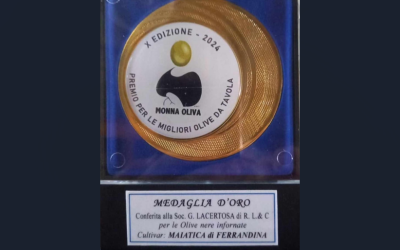 X EDIZIONE - 2024
MONNA OLIVA
PREMIO PER LE MIGLIORI OLIVE DA TAVOLA
MEDAGLIA D'ORO
Conferita alla Soc. G. LACERTOSA di R. L.& C
per le Olive nere infornate
Cultivar: MAIATICA di FERRANDINA